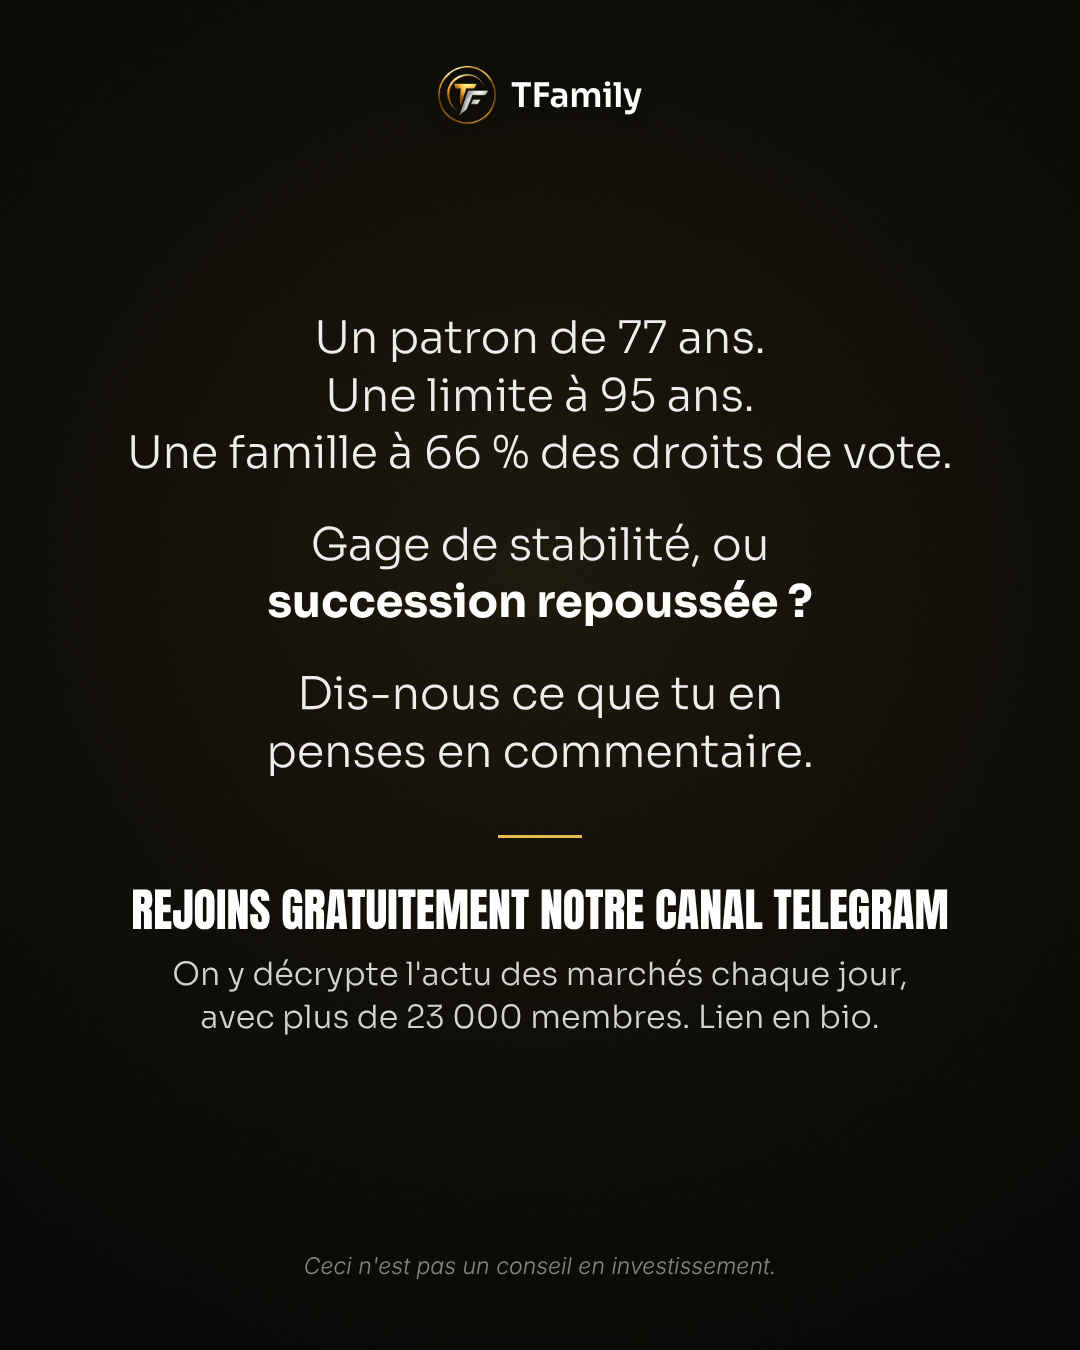 TF TFamily
Un patron de 77 ans.
Une limite à 95 ans.
Une famille à 66 % des droits de vote.
Gage de stabilité, ou
succession repoussée ?
Dis-nous ce que tu en
penses en commentaire.
REJOINS GRATUITEMENT NOTRE CANAL TELEGRAM
On y décrypte l'actu des marchés chaque jour,
avec plus de 23 000 membres. Lien en bio.
Ceci n'est pas un conseil en investissement.